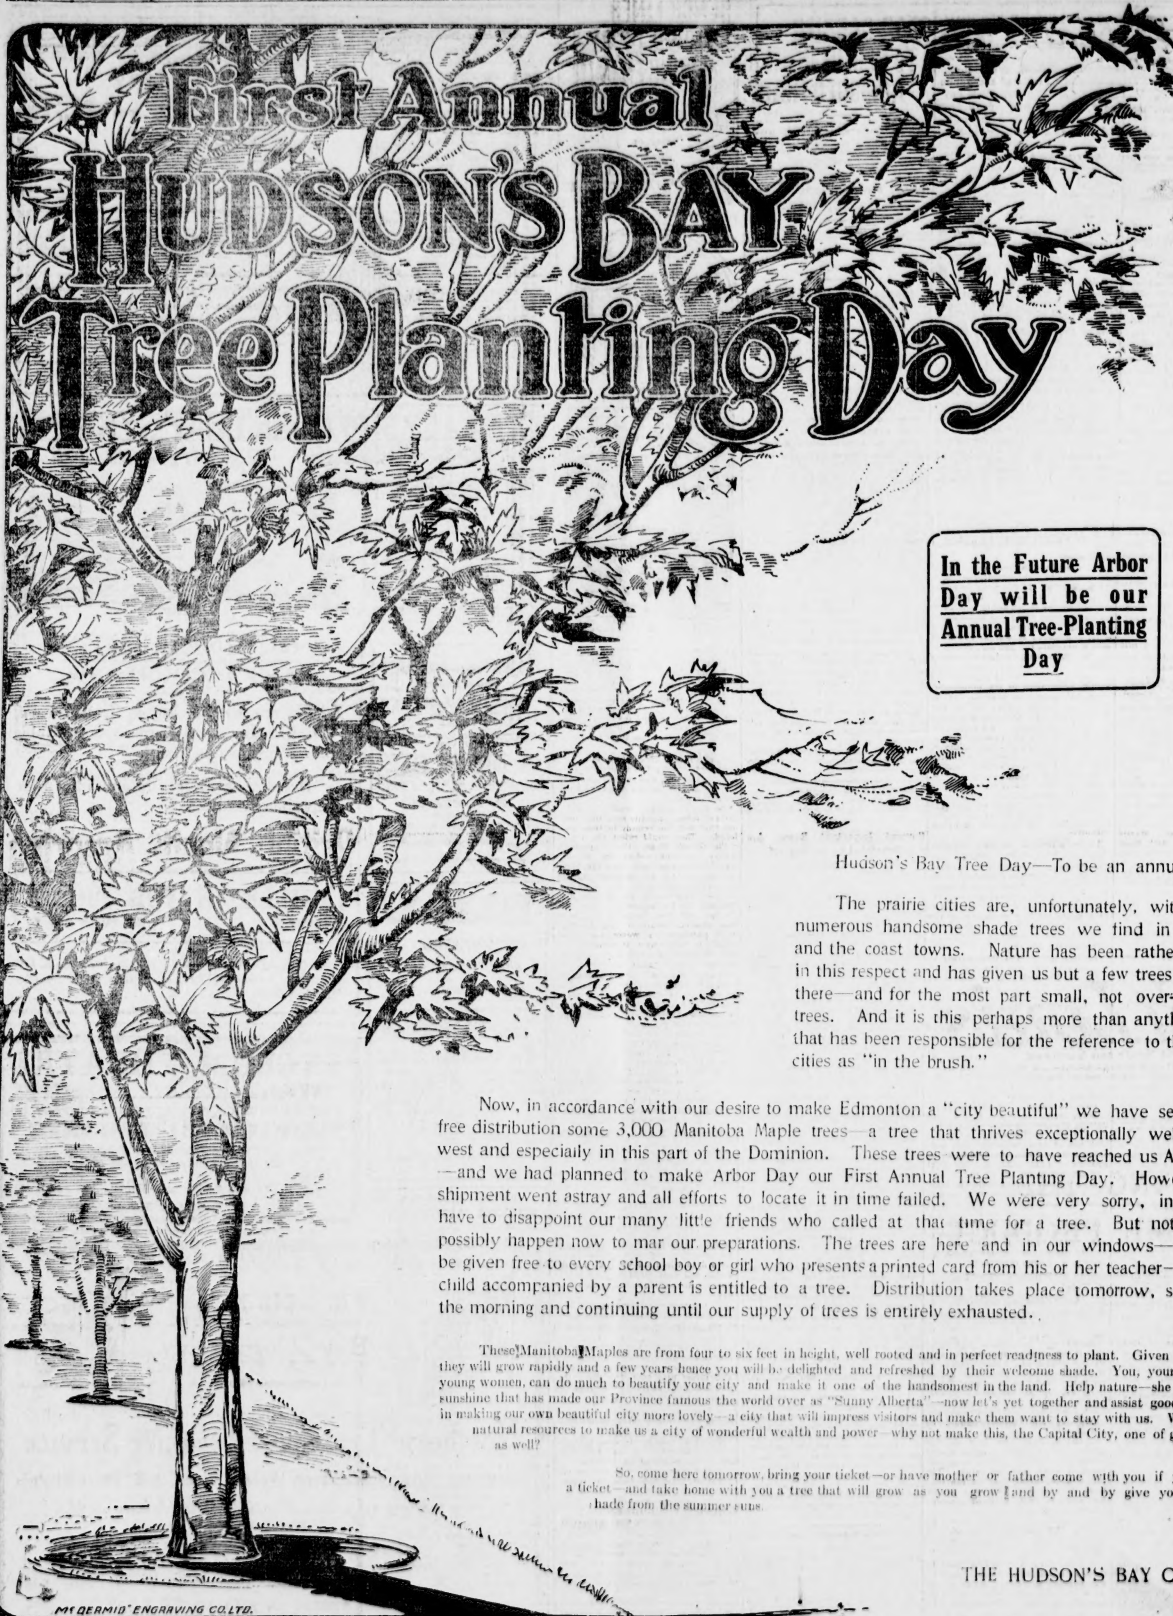 First Annual
HUDSON'S BAY
Tree Planting Day
In the Future Arbor
Day will be our
Annual Tree-Planting
Day
Hudson's Bay Tree Day—To be an annu
The prairie cities are, unfortunately, wit
numerous handsome shade trees we find in
and the coast towns. Nature has been rathe
in this respect and has given us but a few trees
there—and for the most part small, not over-
trees. And it is this perhaps more than anyth
that has been responsible for the reference to t
cities as "in the brush."
Now, in accordance with our desire to make Edmonton a "city beautiful" we have se
free distribution some 3,000 Manitoba Maple trees—a tree that thrives exceptionally we
west and especially in this part of the Dominion. These trees were to have reached us A
—and we had planned to make Arbor Day our First Annual Tree Planting Day. Howe
shipment went astray and all efforts to locate it in time failed. We were very sorry, in
have to disappoint our many little friends who called at that time for a tree. But not
possibly happen now to mar our preparations. The trees are here and in our windows—
be given free to every school boy or girl who presents a printed card from his or her teacher—
child accompanied by a parent is entitled to a tree. Distribution takes place tomorrow, s
the morning and continuing until our supply of trees is entirely exhausted.
These Manitoba Maples are from four to six feet in height, well rooted and in perfect readiness to plant. Given
they will grow rapidly and a few years hence you will be delighted and refreshed by their welcome shade. You, your
young women, can do much to beautify your city and make it one of the handsomest in the land. Help nature—she
sunshine that has made our Province famous the world over as "Sunny Alberta"—now let's yet together and assist goo
in making our own beautiful city more lovely—a city that will impress visitors and make them want to stay with us. W
natural resources to make us a city of wonderful wealth and power—why not make this, the Capital City, one of g
as well?
So, come here tomorrow, bring your ticket—or have mother or father come with you if
a ticket—and take home with you a tree that will grow as you grow and by and by give yo
shade from the summer suns.
THE HUDSON'S BAY C
McDERMID ENGRAVING CO. LTD.